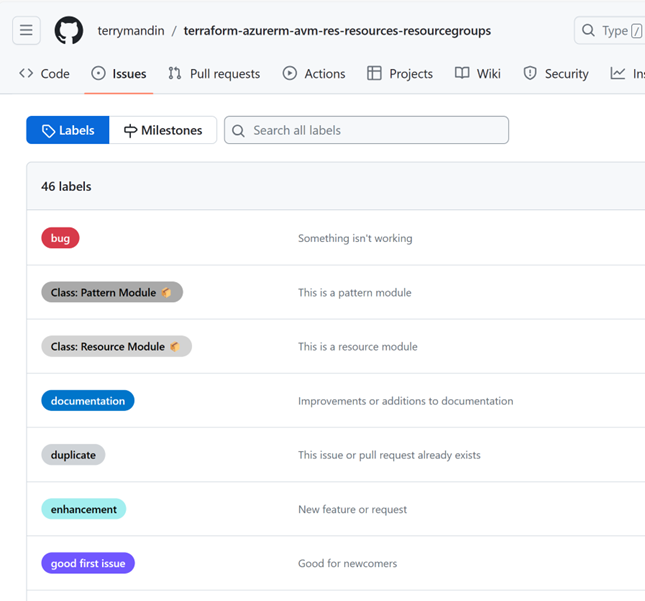 terrymandin / terraform-azurerm-avm-res-resources-resourcegroups
Type /
Code Issues Pull requests Actions Projects Wiki Security
Labels Milestones Search all labels
46 labels
bug Something isn't working
Class: Pattern Module 📦 This is a pattern module
Class: Resource Module 📦 This is a resource module
documentation Improvements or additions to documentation
duplicate This issue or pull request already exists
enhancement New feature or request
good first issue Good for newcomers